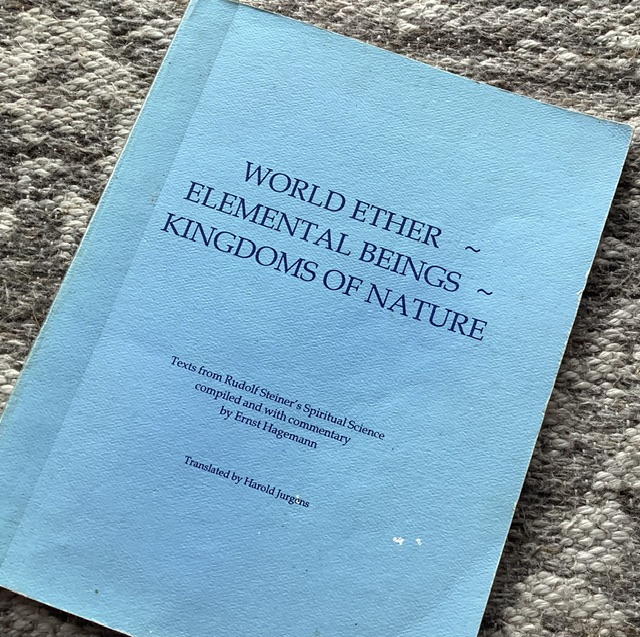 WORLD ETHER ~
ELEMENTAL BEINGS ~
KINGDOMS OF NATURE
Texts from Rudolf Steiner's Spiritual Science
compiled and with commentary
by Ernst Hagemann
Translated by Harold Jurgens